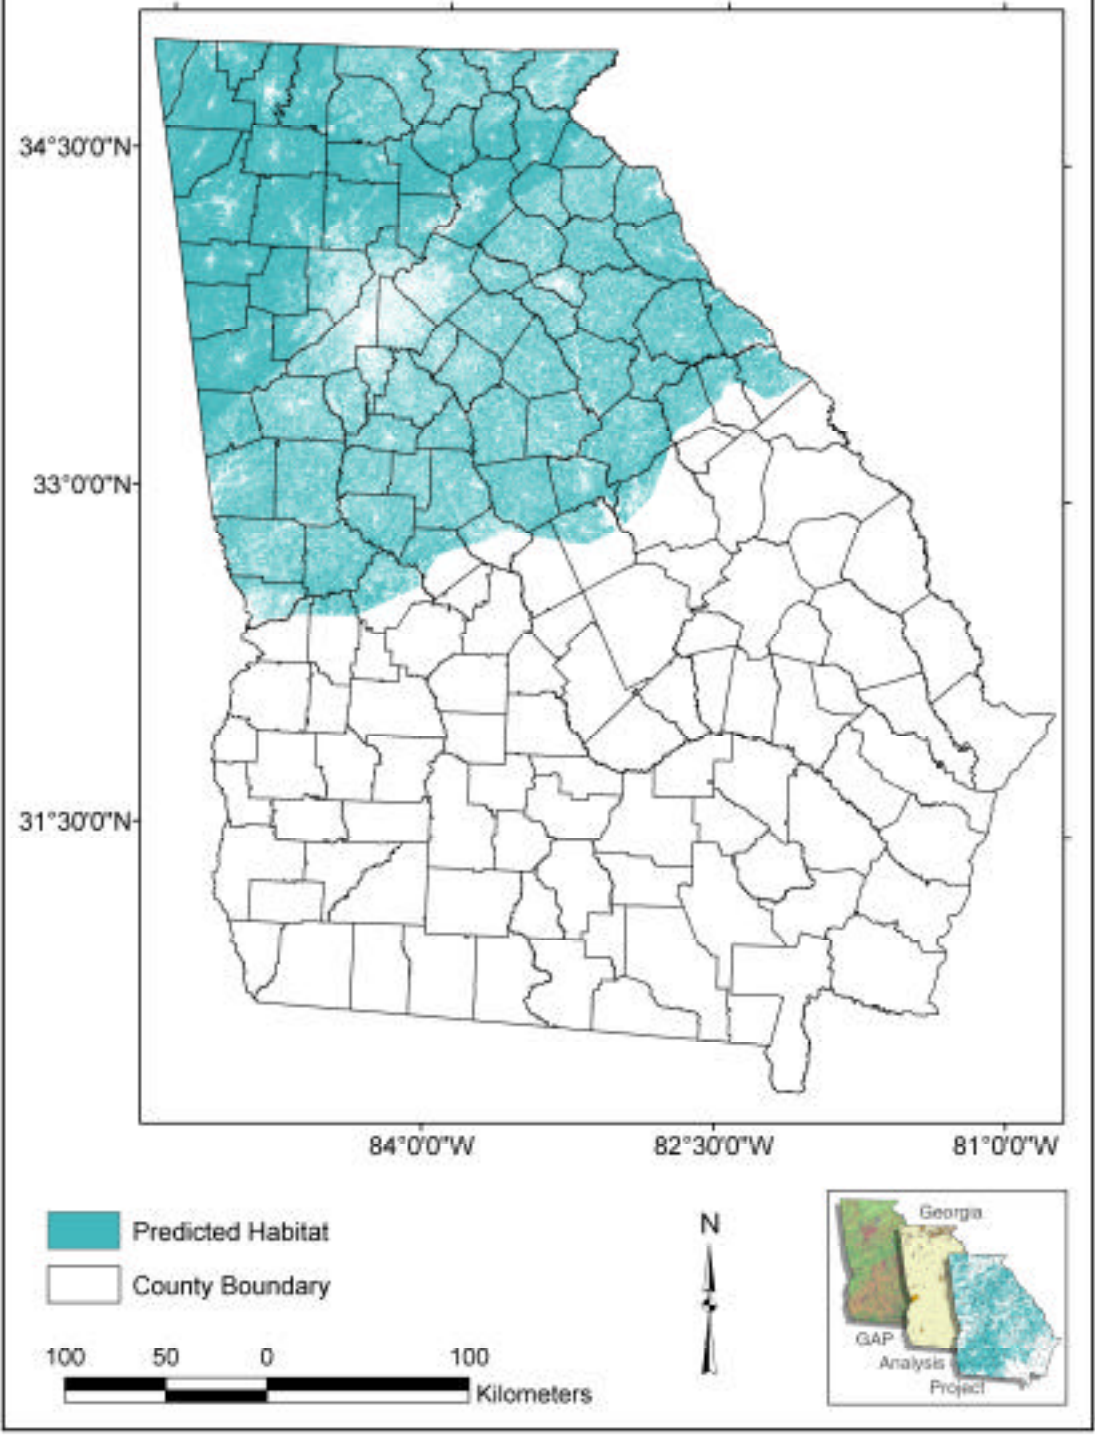 34°30'0"N
33°0'0"N
31°30'0"N
84°0'0"W 82°30'0"W 81°0'0"W
Predicted Habitat
County Boundary
100 50 0 100
Kilometers
N
Georgia
GAP
Analysis
Project